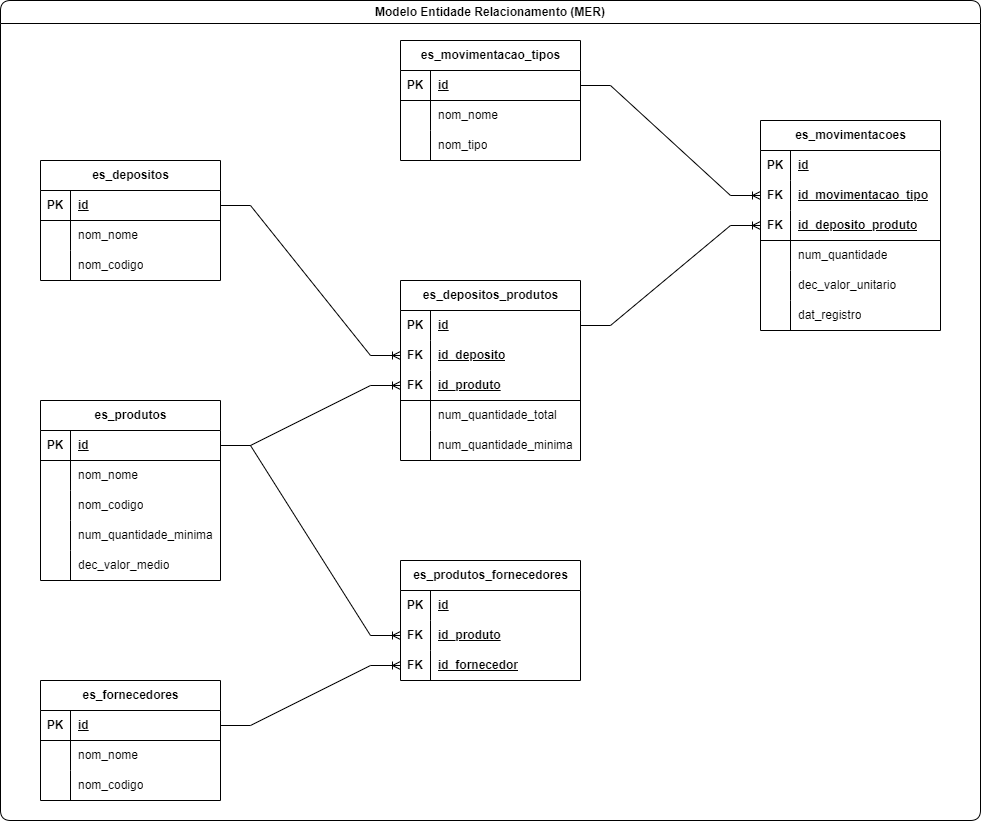 Modelo Entidade Relacionamento (MER)
es_movimentacao_tipos
PK id
nom_nome
nom_tipo
es_movimentacoes
PK id
FK id_movimentacao_tipo
FK id_deposito_produto
num_quantidade
dec_valor_unitario
dat_registro
es_depositos
PK id
nom_nome
nom_codigo
es_depositos_produtos
PK id
FK id_deposito
FK id_produto
num_quantidade_total
num_quantidade_minima
es_produtos
PK id
nom_nome
nom_codigo
num_quantidade_minima
dec_valor_medio
es_produtos_fornecedores
PK id
FK id_produto
FK id_fornecedor
es_fornecedores
PK id
nom_nome
nom_codigo